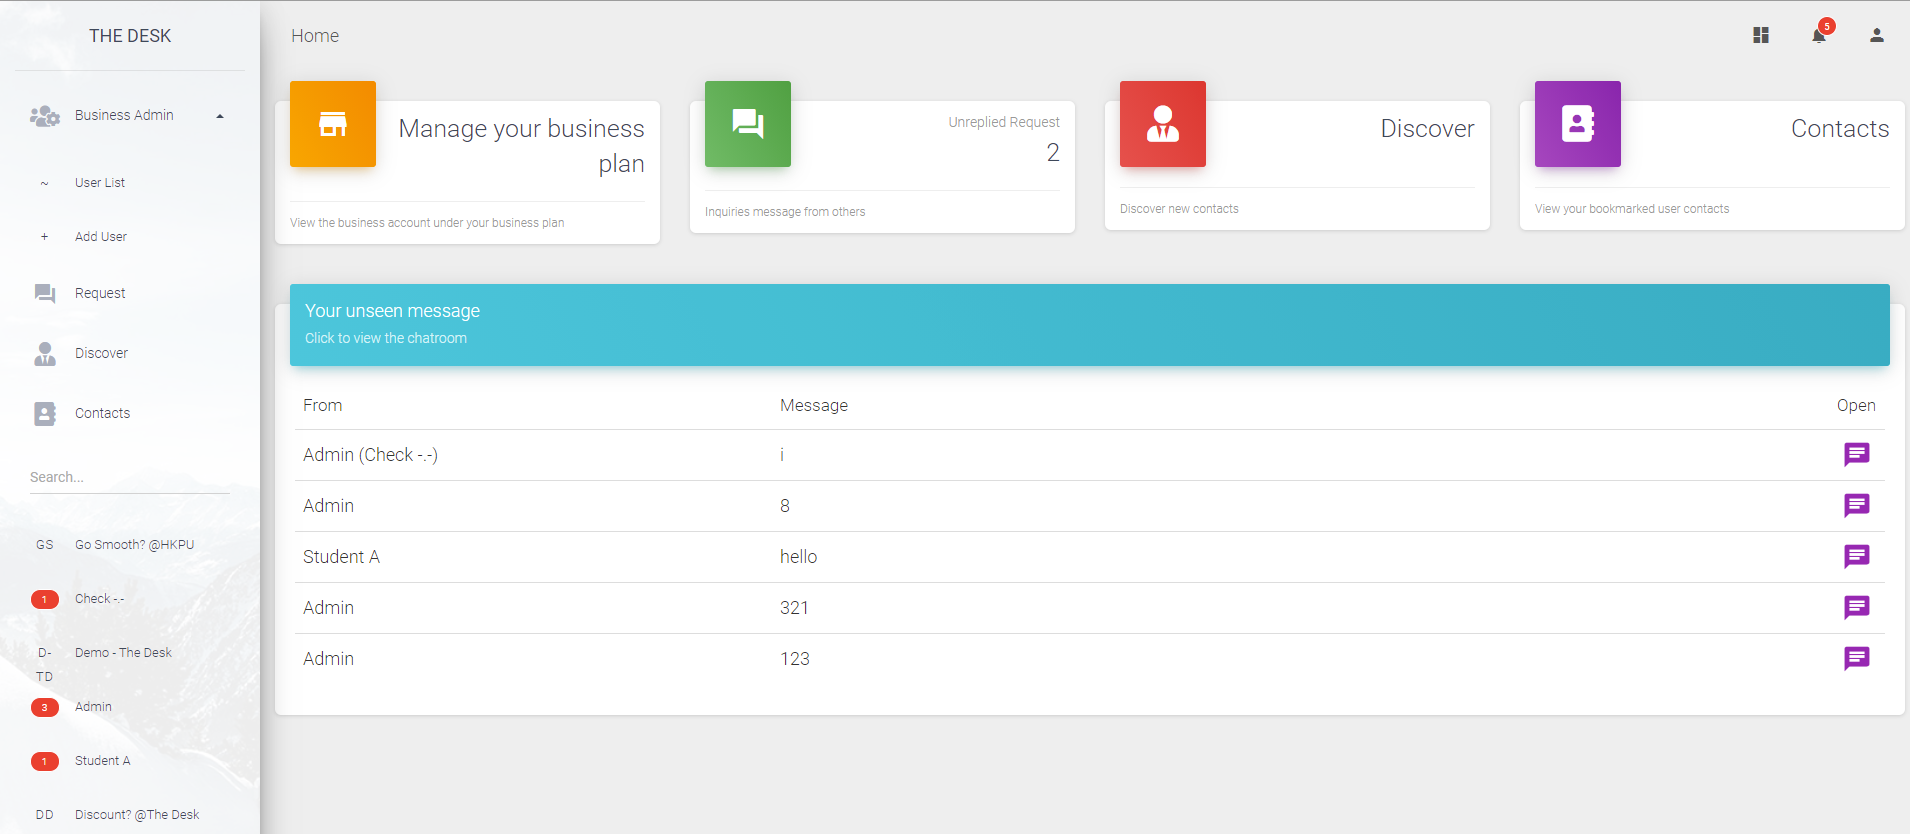 THE DESK
Business Admin
~ User List
+ Add User
Request
Discover
Contacts
Search...
GS Go Smooth? @HKPU
1 Check -.-
D-TD Demo - The Desk
3 Admin
1 Student A
DD Discount? @The Desk
Home
5
Manage your business
plan
View the business account under your business plan
Unreplied Request
2
Inquiries message from others
Discover
Discover new contacts
Contacts
View your bookmarked user contacts
Your unseen message
Click to view the chatroom
From Message Open
Admin (Check -.-) i
Admin 8
Student A hello
Admin 321
Admin 123